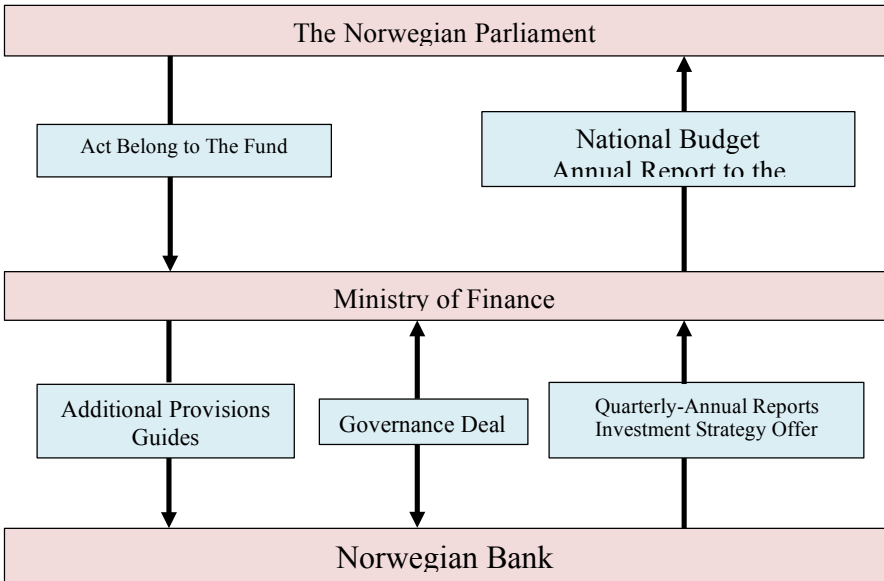 The Norwegian Parliament
Act Belong to The Fund
National Budget
Annual Report to the
Ministry of Finance
Additional Provisions
Guides
Governance Deal
Quarterly-Annual Reports
Investment Strategy Offer
Norwegian Bank